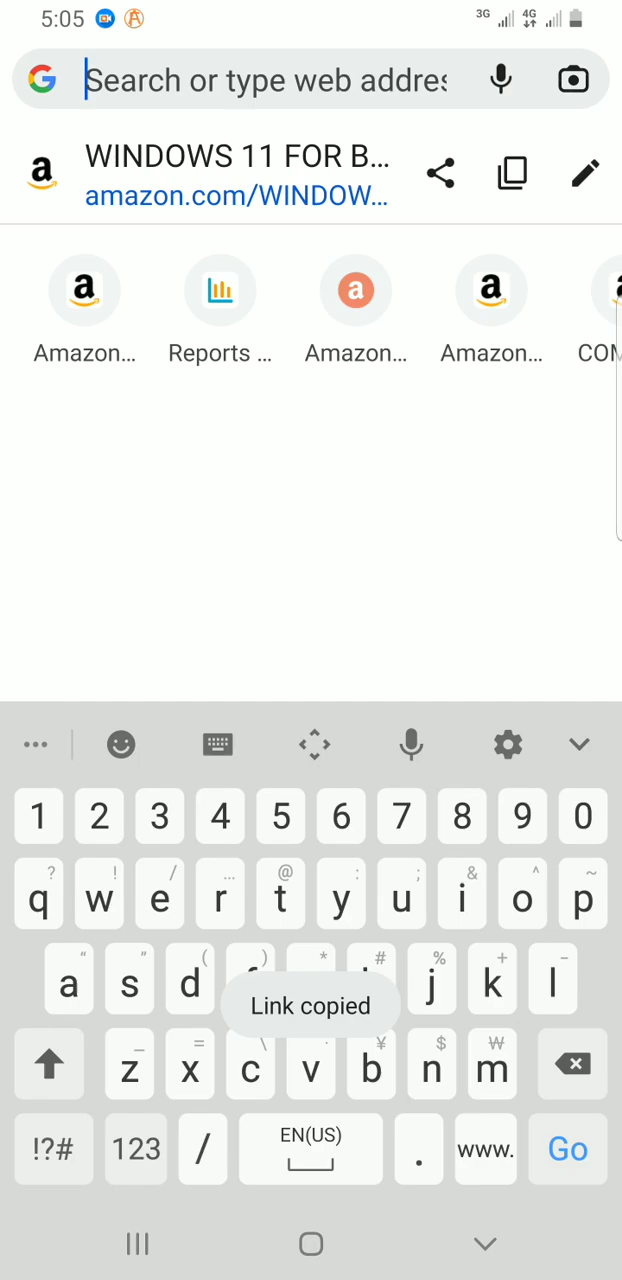 5:05
3G 4G
Search or type web addres
WINDOWS 11 FOR B...
amazon.com/WINDOW...
Amazon... Reports ... Amazon... Amazon... COM
1 2 3 4 5 6 7 8 9 0
? ! / ... @ : ; & ^ ~
q w e r t y u i o p
“ ” ( ) * # % + -
a s d j k l
Link copied
_ = \ · ¥ $ ₩
z x c v b n m
!?# 123 / EN(US) . www. Go